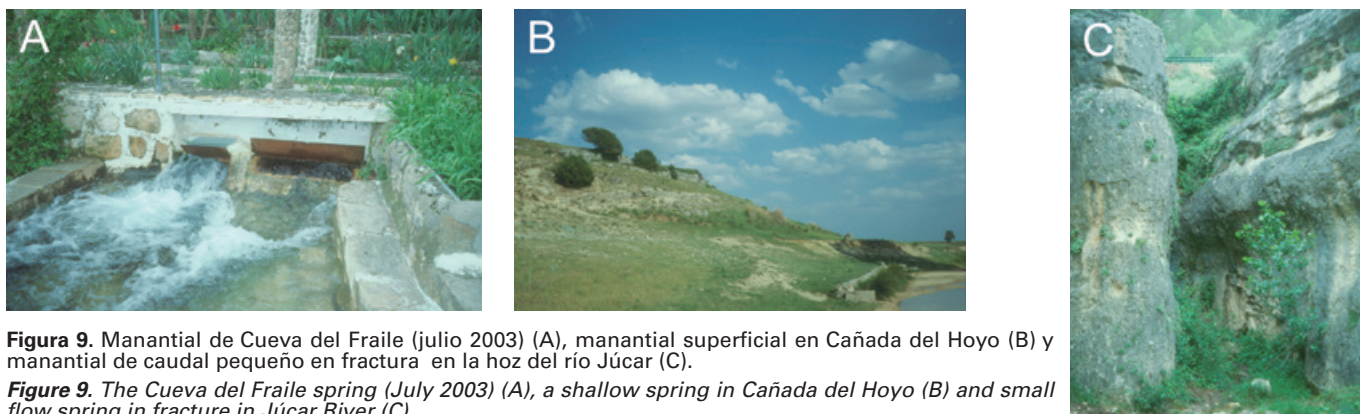 A
B
C
Figura 9. Manantial de Cueva del Fraile (julio 2003) (A), manantial superficial en Cañada del Hoyo (B) y
manantial de caudal pequeño en fractura en la hoz del río Júcar (C).
Figure 9. The Cueva del Fraile spring (July 2003) (A), a shallow spring in Cañada del Hoyo (B) and small
flow spring in fracture in Júcar River (C).